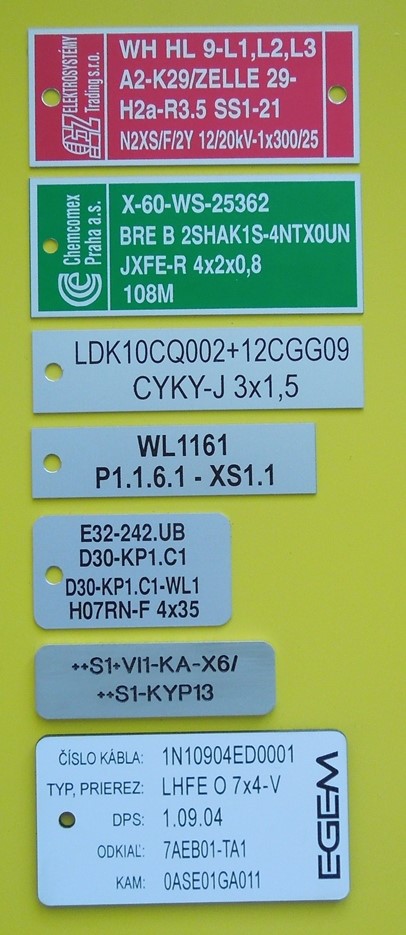 ELEKTROSYSTÉMY
Trading s.r.o.
WH HL 9-L1,L2,L3
A2-K29/ZELLE 29-
H2a-R3.5 SS1-21
N2XS/F/2Y 12/20kV-1x300/25
Chemcomex
Praha a.s.
X-60-WS-25362
BRE B 2SHAK1S-4NTX0UN
JXFE-R 4x2x0,8
108M
LDK10CQ002+12CGG09
CYKY-J 3x1,5
WL1161
P1.1.6.1 - XS1.1
E32-242.UB
D30-KP1.C1
D30-KP1.C1-WL1
H07RN-F 4x35
++S1+VI1-KA-X6/
++S1-KYP13
ČÍSLO KÁBLA: 1N10904ED0001
TYP, PRIEREZ: LHFE O 7x4-V
DPS: 1.09.04
ODKIAĽ: 7AEB01-TA1
KAM: 0ASE01GA011
EGEM